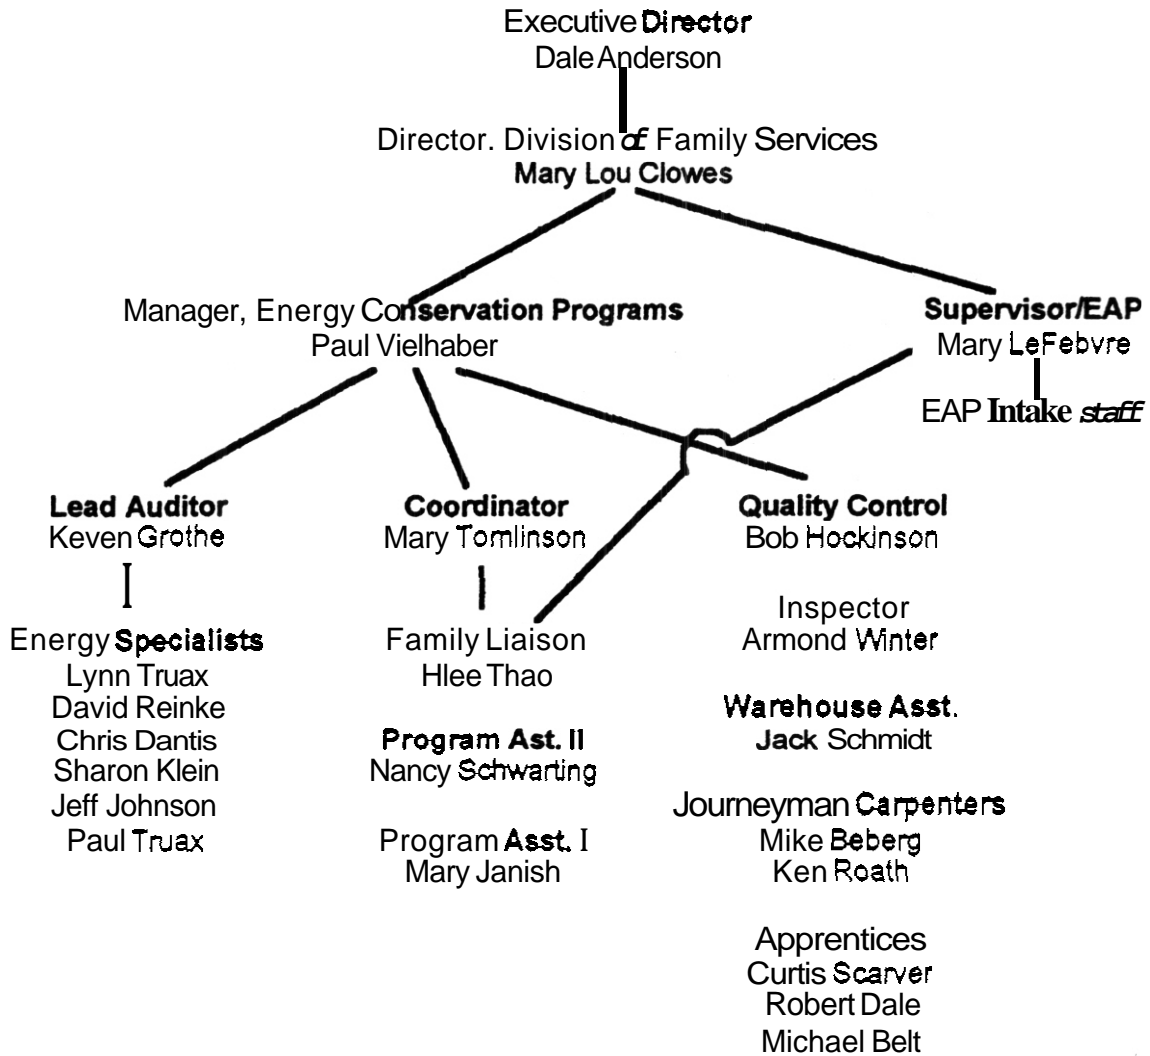 Executive Director
Dale Anderson
Director. Division of Family Services
Mary Lou Clowes
Manager, Energy Conservation Programs
Paul Vielhaber
Supervisor/EAP
Mary LeFebvre
EAP Intake staff
Lead Auditor
Keven Grothe
Energy Specialists
Lynn Truax
David Reinke
Chris Dantis
Sharon Klein
Jeff Johnson
Paul Truax
Coordinator
Mary Tomlinson
Family Liaison
Hlee Thao
Program Ast. II
Nancy Schwarting
Program Asst. I
Mary Janish
Quality Control
Bob Hockinson
Inspector
Armond Winter
Warehouse Asst.
Jack Schmidt
Journeyman Carpenters
Mike Beberg
Ken Roath
Apprentices
Curtis Scarver
Robert Dale
Michael Belt